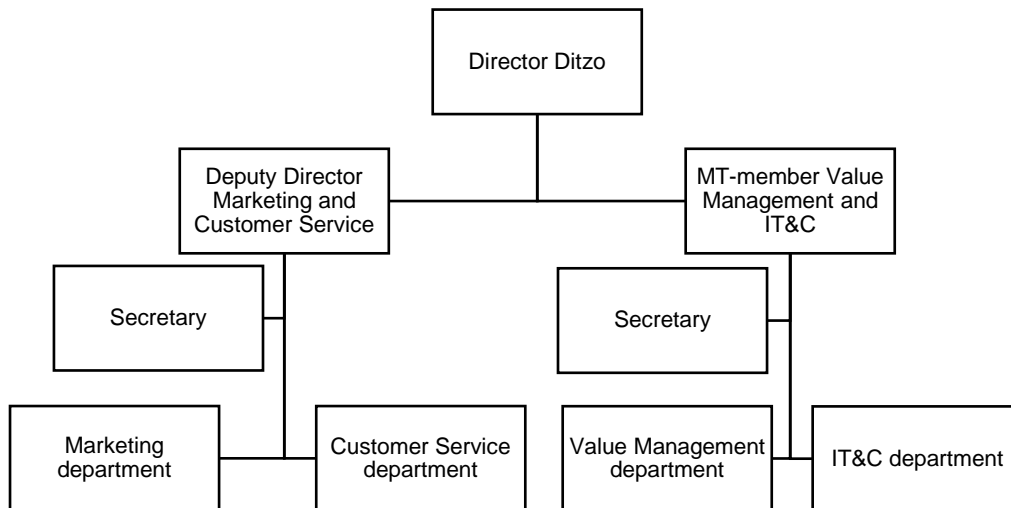 Director Ditzo
Deputy Director
Marketing and
Customer Service
MT-member Value
Management and
IT&C
Secretary
Secretary
Marketing
department
Customer Service
department
Value Management
department
IT&C department